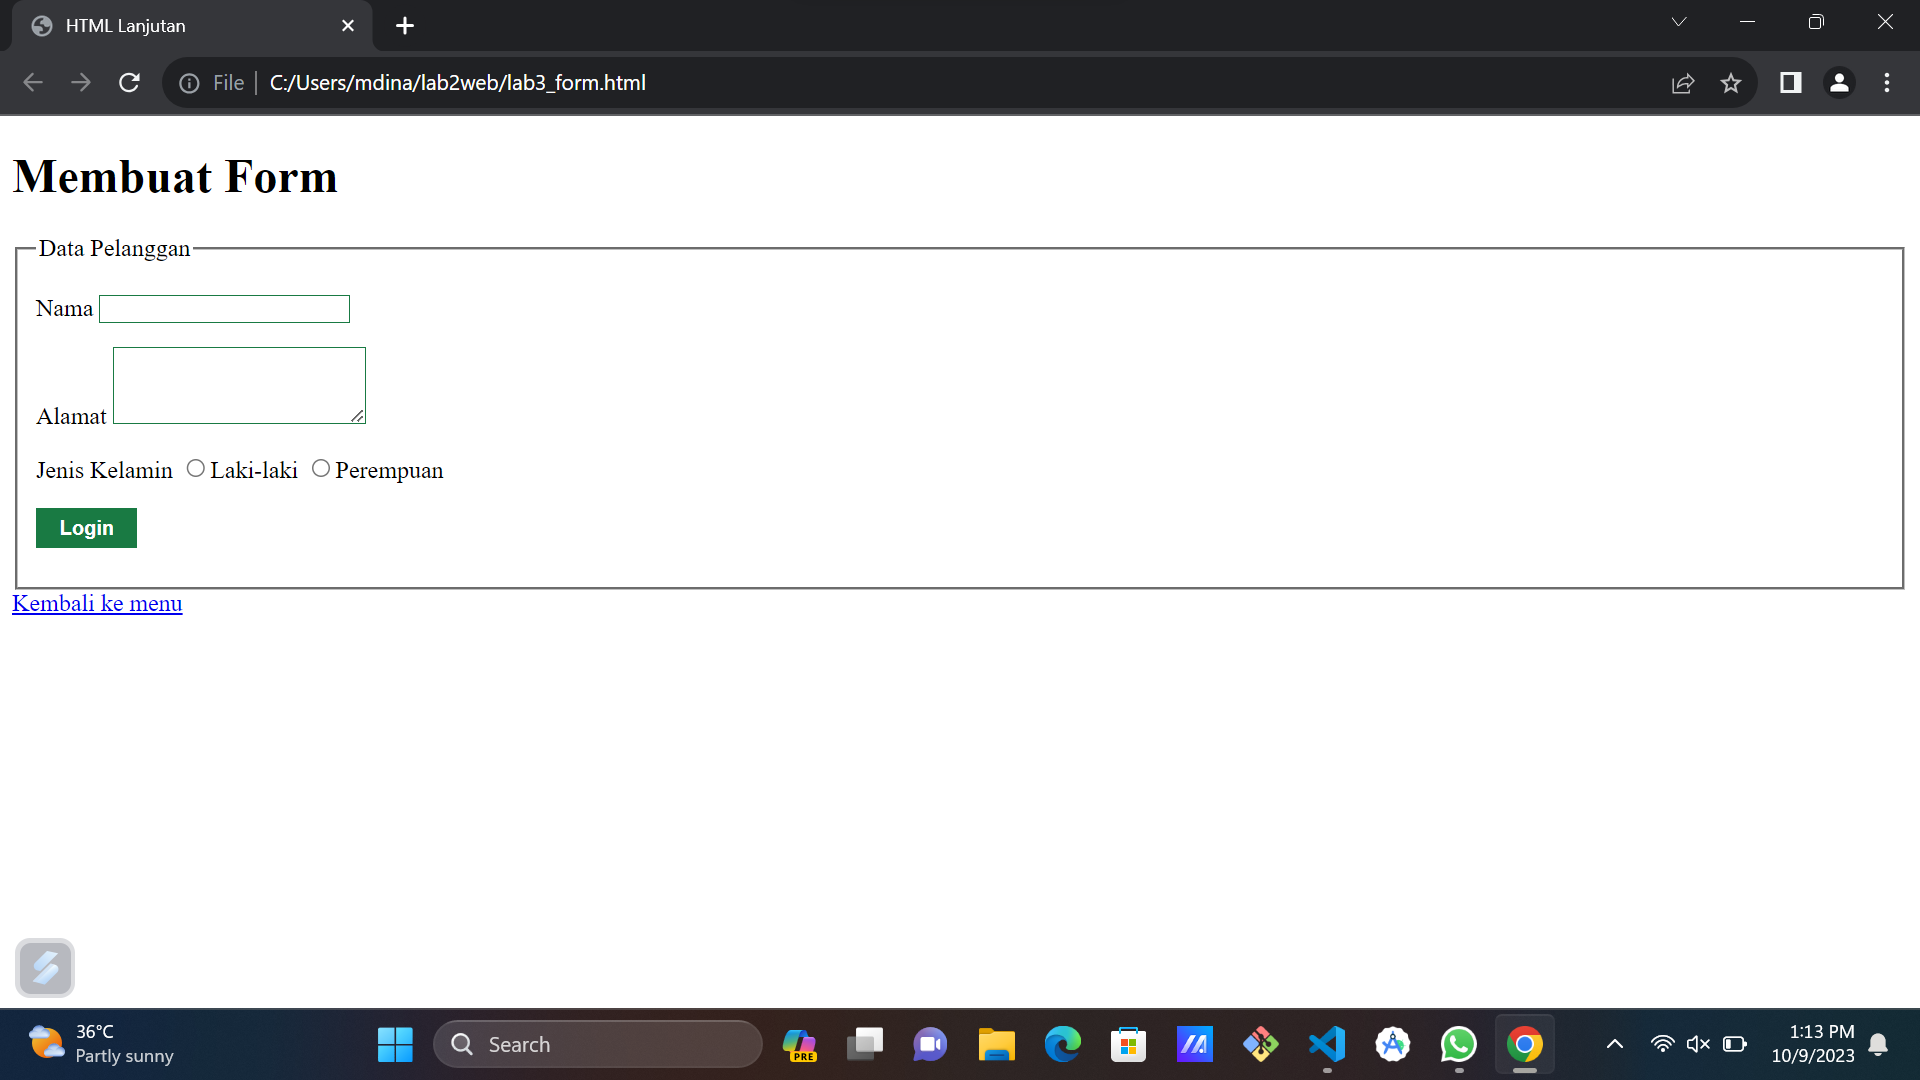 HTML Lanjutan
File C:/Users/mdina/lab2web/lab3_form.html
Membuat Form
Data Pelanggan
Nama
Alamat
Jenis Kelamin Laki-laki Perempuan
Login
Kembali ke menu
36°C
Partly sunny
Search
PRE
1:13 PM
10/9/2023